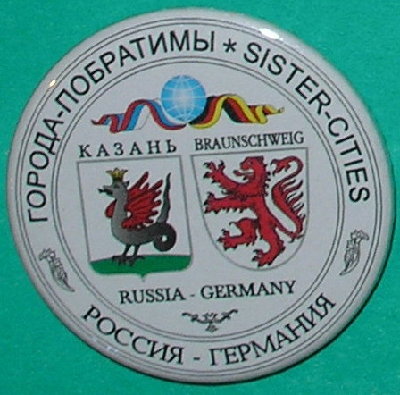 ГОРОДА-ПОБРАТИМЫ * SISTER-CITIES
КАЗАНЬ BRAUNSCHWEIG
RUSSIA - GERMANY
РОССИЯ - ГЕРМАНИЯ